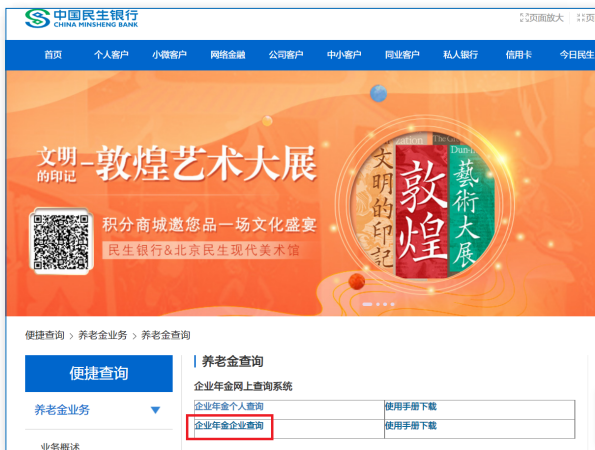 中国民生银行
CHINA MINSHENG BANK
页面放大
页
首页 个人客户 小微客户 网络金融 公司客户 中小客户 同业客户 私人银行 信用卡 今日民生
文明的印记-敦煌艺术大展
积分商城邀您品一场文化盛宴
民生银行&北京民生现代美术馆
文明的印记
敦煌
Dun-h
藝術大展
便捷查询 > 养老金业务 > 养老金查询
便捷查询
养老金业务
业务概述
养老金查询
企业年金网上查询系统
企业年金个人查询 使用手册下载
企业年金企业查询 使用手册下载